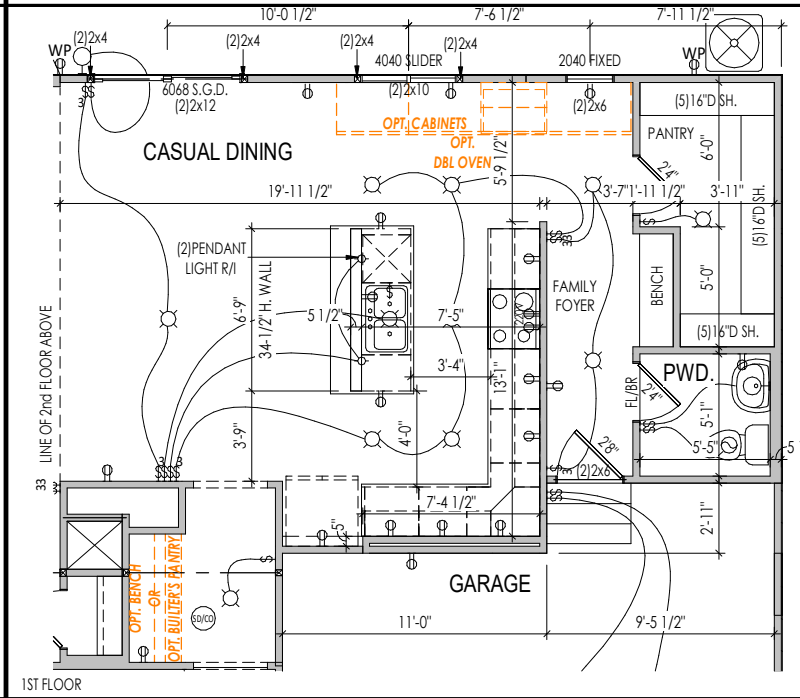 10'-0 1/2"
7'-6 1/2"
7'-11 1/2"
(2)2x4
(2)2x4
(2)2x4
WP
4040 SLIDER
2040 FIXED
WP
6068 S.G.D.
(2)2x12
(2)2x10
(2)2x6
(5)16"D SH.
$$
3
OPT. CABINETS
OPT.
DBL OVEN
5'-9 1/2"
PANTRY
6'-0"
CASUAL DINING
2'4"
19'-11 1/2"
3'-7"
1'-11 1/2"
3'-11"
(5)16"D SH.
$$
33
(2)PENDANT
LIGHT R/I
FAMILY
FOYER
BENCH
5'-0"
6'-9"
34-1/2" H. WALL
5 1/2"
7'-5"
(5)16"D SH.
3'-4"
13'-1"
FL/BR
PWD.
2'4"
5'-1"
LINE OF 2nd FLOOR ABOVE
3'-9"
4'-0"
2'8"
5'-5"
5
3 3
$$$$
33
(2)2x6
7'-4 1/2"
5"
2'-11"
OPT. BENCH
-OR-
OPT. BUILTER'S PANTRY
GARAGE
SD/CO
11'-0"
9'-5 1/2"
1ST FLOOR